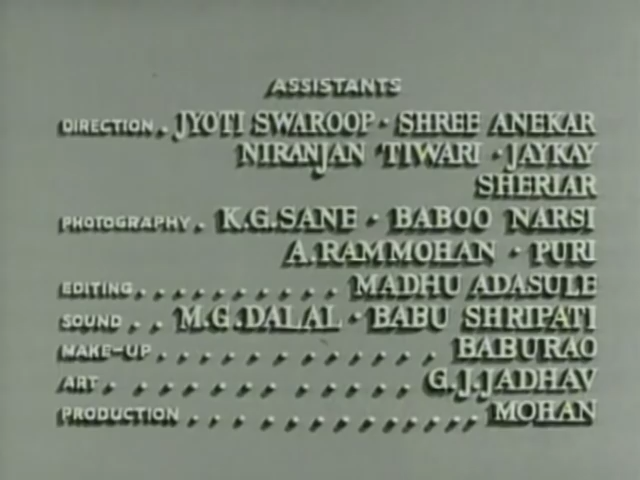 ASSISTANTS
DIRECTION . JYOTI SWAROOP · SHREE ANEKAR
NIRANJAN TIWARI · JAYKAY
SHERIAR
PHOTOGRAPHY . K.G.SANE · BABOO NARSI
A.RAMMOHAN · PURI
EDITING . . . . . . . . . . MADHU ADASULE
SOUND . . M.G.DALAL · BABU SHRIPATI
MAKE-UP . . . . . . . . . . . . . BABURAO
ART . . . . . . . . . . . . G.J.JADHAV
PRODUCTION . . . . . . . . . . . . . . MOHAN